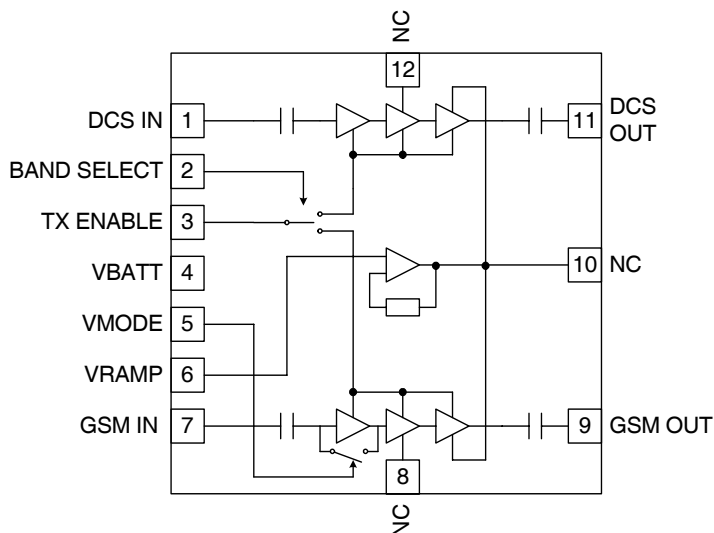 NC
12
DCS IN 1
11 DCS OUT
BAND SELECT 2
TX ENABLE 3
VBATT 4
10 NC
VMODE 5
VRAMP 6
GSM IN 7
9 GSM OUT
8
NC